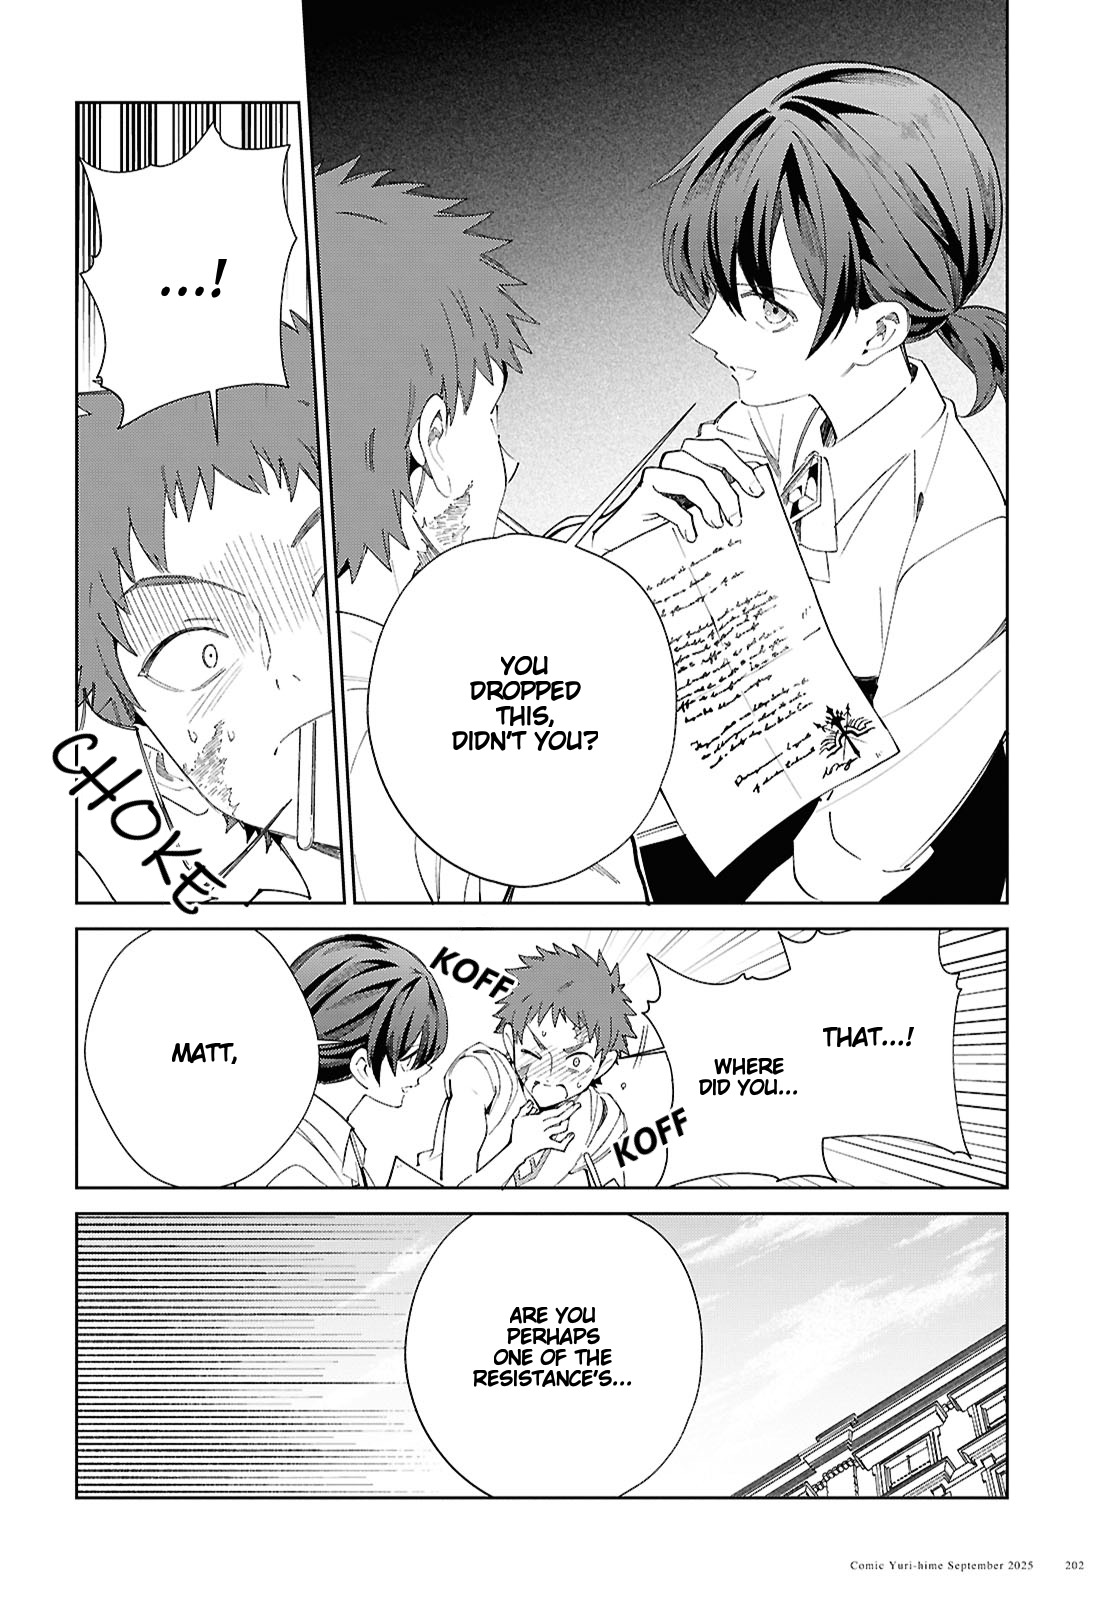 YOU
DROPPED
THIS,
DIDN'T YOU?
...!
CHOKE
THAT...!
WHERE
DID YOU...
KOFF
KOFF
MATT,
ARE YOU
PERHAPS
ONE OF THE
RESISTANCE'S...
Comic Yuri-hime September 2025 202